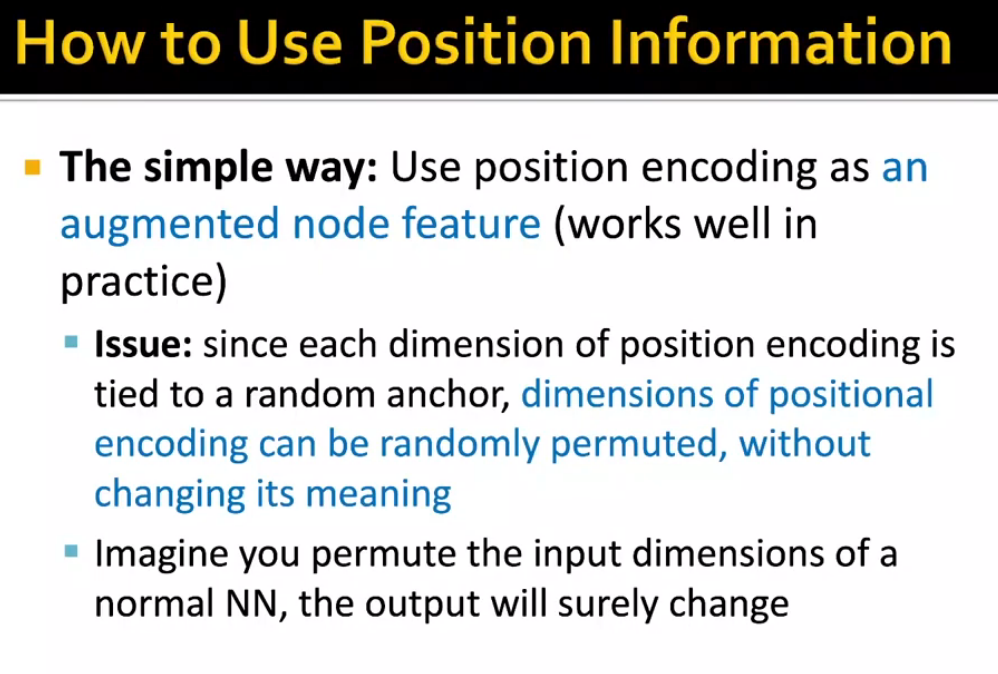 How to Use Position Information
The simple way: Use position encoding as an
augmented node feature (works well in
practice)
Issue: since each dimension of position encoding is
tied to a random anchor, dimensions of positional
encoding can be randomly permuted, without
changing its meaning
Imagine you permute the input dimensions of a
normal NN, the output will surely change